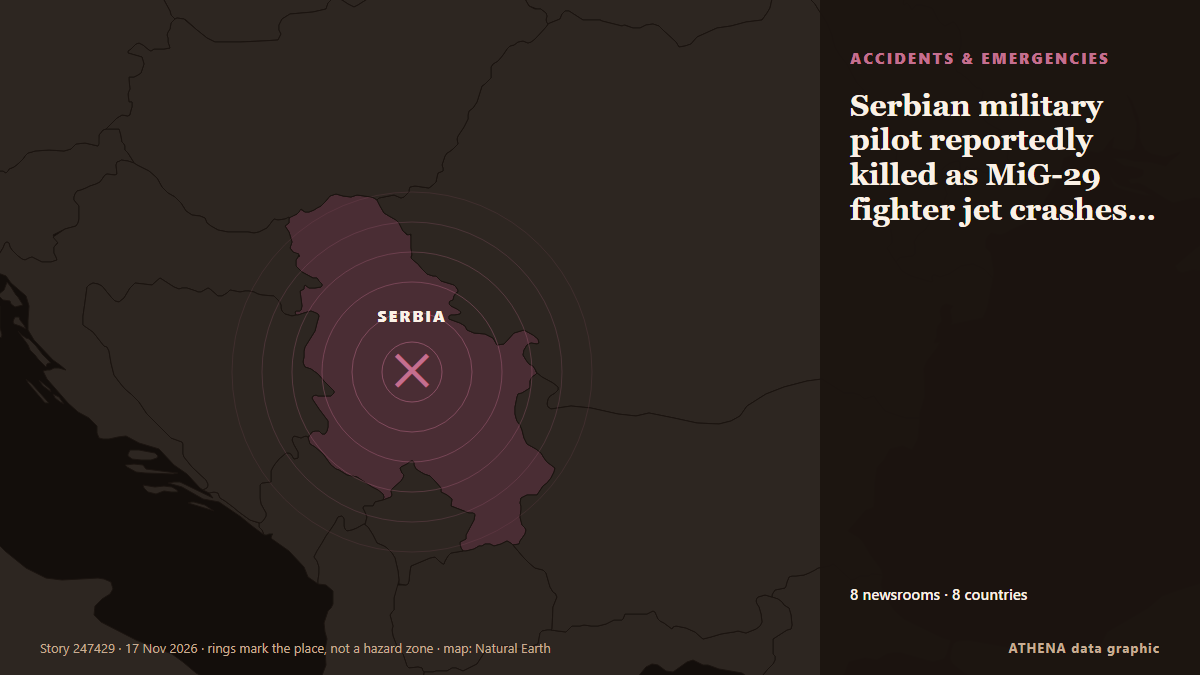 ACCIDENTS & EMERGENCIES
Serbian military
pilot reportedly
killed as MiG-29
fighter jet crashes…
SERBIA
8 newsrooms · 8 countries
Story 247429 · 17 Nov 2026 · rings mark the place, not a hazard zone · map: Natural Earth
ATHENA data graphic